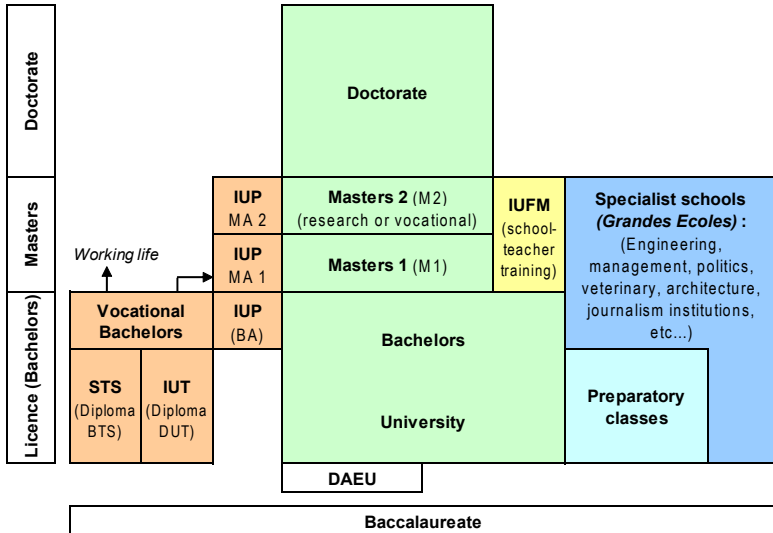 Doctorate
Doctorate
Masters
IUP
MA 2
Masters 2 (M2)
(research or vocational)
IUFM
(school-
teacher
training)
Specialist schools
(Grandes Ecoles) :
(Engineering,
management, politics,
veterinary, architecture,
journalism institutions,
etc...)
Working life
IUP
MA 1
Masters 1 (M1)
Licence (Bachelors)
Vocational
Bachelors
IUP
(BA)
Bachelors
University
STS
(Diploma
BTS)
IUT
(Diploma
DUT)
Preparatory
classes
DAEU
Baccalaureate